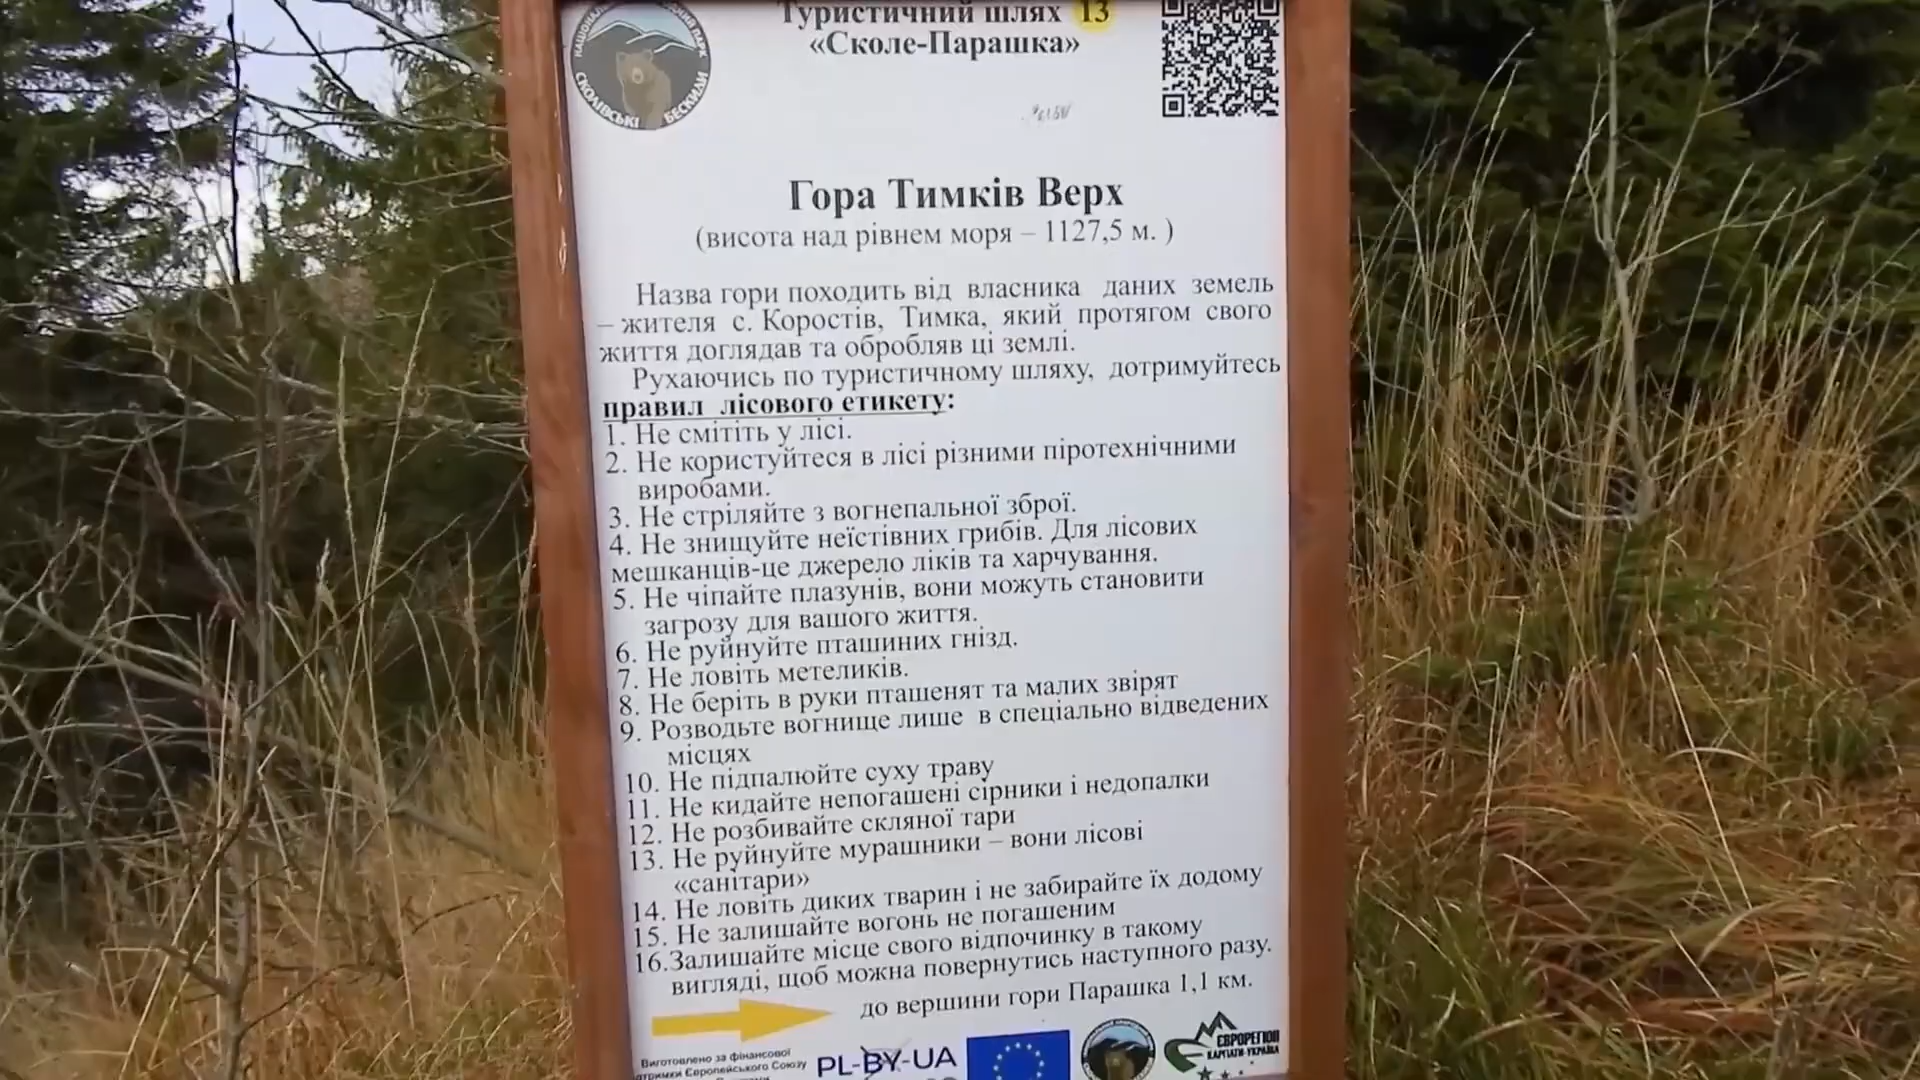 Туристичний шлях 13
«Сколе-Парашка»
СКОЛІВСЬКІ БЕСКИДИ
Гора Тимків Верх
(висота над рівнем моря – 1127,5 м. )
Назва гори походить від власника даних земель
– жителя с. Коростів, Тимка, який протягом свого
життя доглядав та обробляв ці землі.
Рухаючись по туристичному шляху, дотримуйтесь
правил лісового етикету:
1. Не смітіть у лісі.
2. Не користуйтеся в лісі різними піротехнічними
виробами.
3. Не стріляйте з вогнепальної зброї.
4. Не знищуйте неїстівних грибів. Для лісових
мешканців-це джерело ліків та харчування.
5. Не чіпайте плазунів, вони можуть становити
загрозу для вашого життя.
6. Не руйнуйте пташиних гнізд.
7. Не ловіть метеликів.
8. Не беріть в руки пташенят та малих звірят
9. Розводьте вогнище лише в спеціально відведених
місцях
10. Не підпалюйте суху траву
11. Не кидайте непогашені сірники і недопалки
12. Не розбивайте скляної тари
13. Не руйнуйте мурашники – вони лісові
«санітари»
14. Не ловіть диких тварин і не забирайте їх додому
15. Не залишайте вогонь не погашеним
16.Залишайте місце свого відпочинку в такому
вигляді, щоб можна повернутись наступного разу.
до вершини гори Парашка 1,1 км.
Виготовлено за фінансової
Європейського Союзу
PL-BY-UA
ЄВРОРЕГІОН
КАРПАТИ-УКРАЇНА